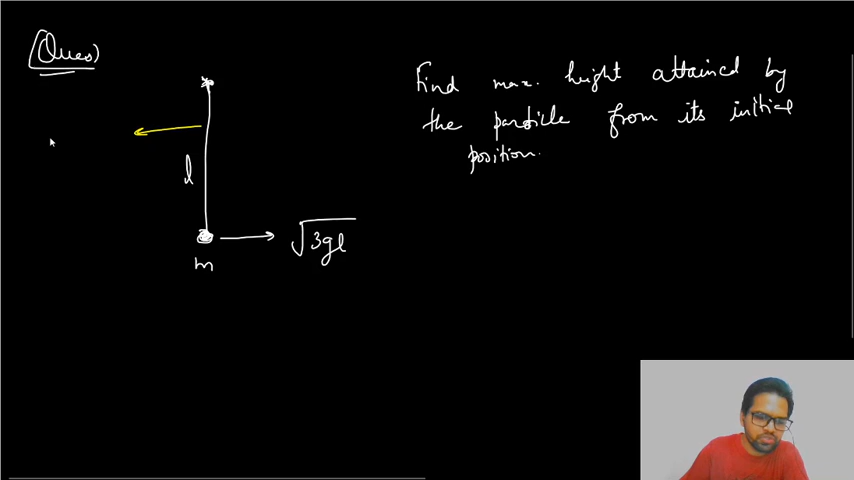 Ques)
Find max. height attained by
the particle from its initial
position.
l
√3gl
m